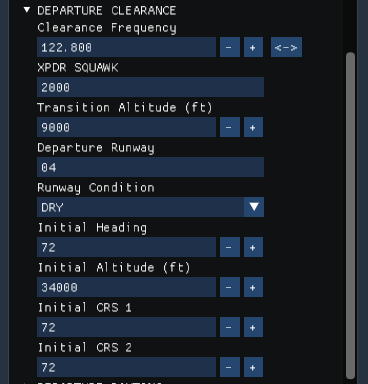 ▼ DEPARTURE CLEARANCE
Clearance Frequency
122.800 - + <->
XPDR SQUAWK
2000
Transition Altitude (ft)
9000 - +
Departure Runway
04
Runway Condition
DRY ▼
Initial Heading
72 - +
Initial Altitude (ft)
34000 - +
Initial CRS 1
72 - +
Initial CRS 2
72 - +